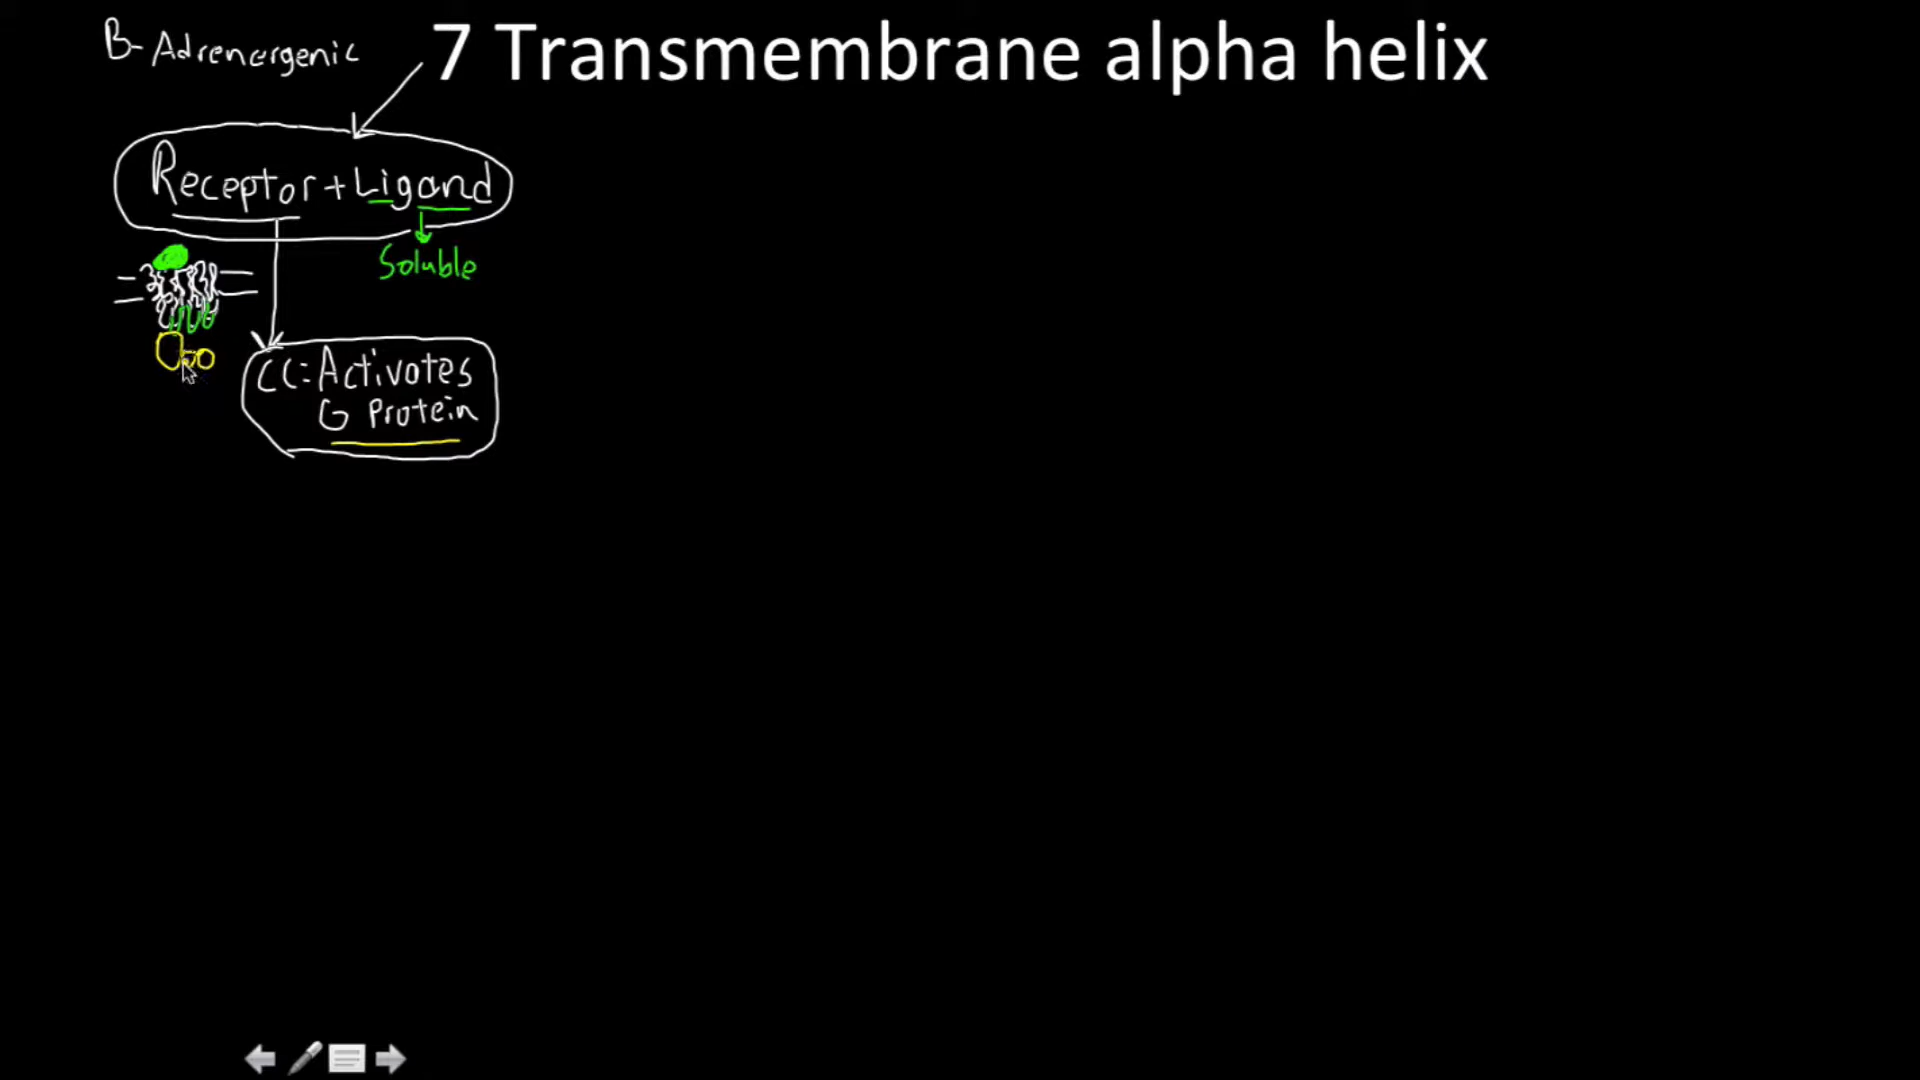 B-Adrenergenic
7 Transmembrane alpha helix
Receptor + Ligand
Soluble
CC: Activates
G Protein